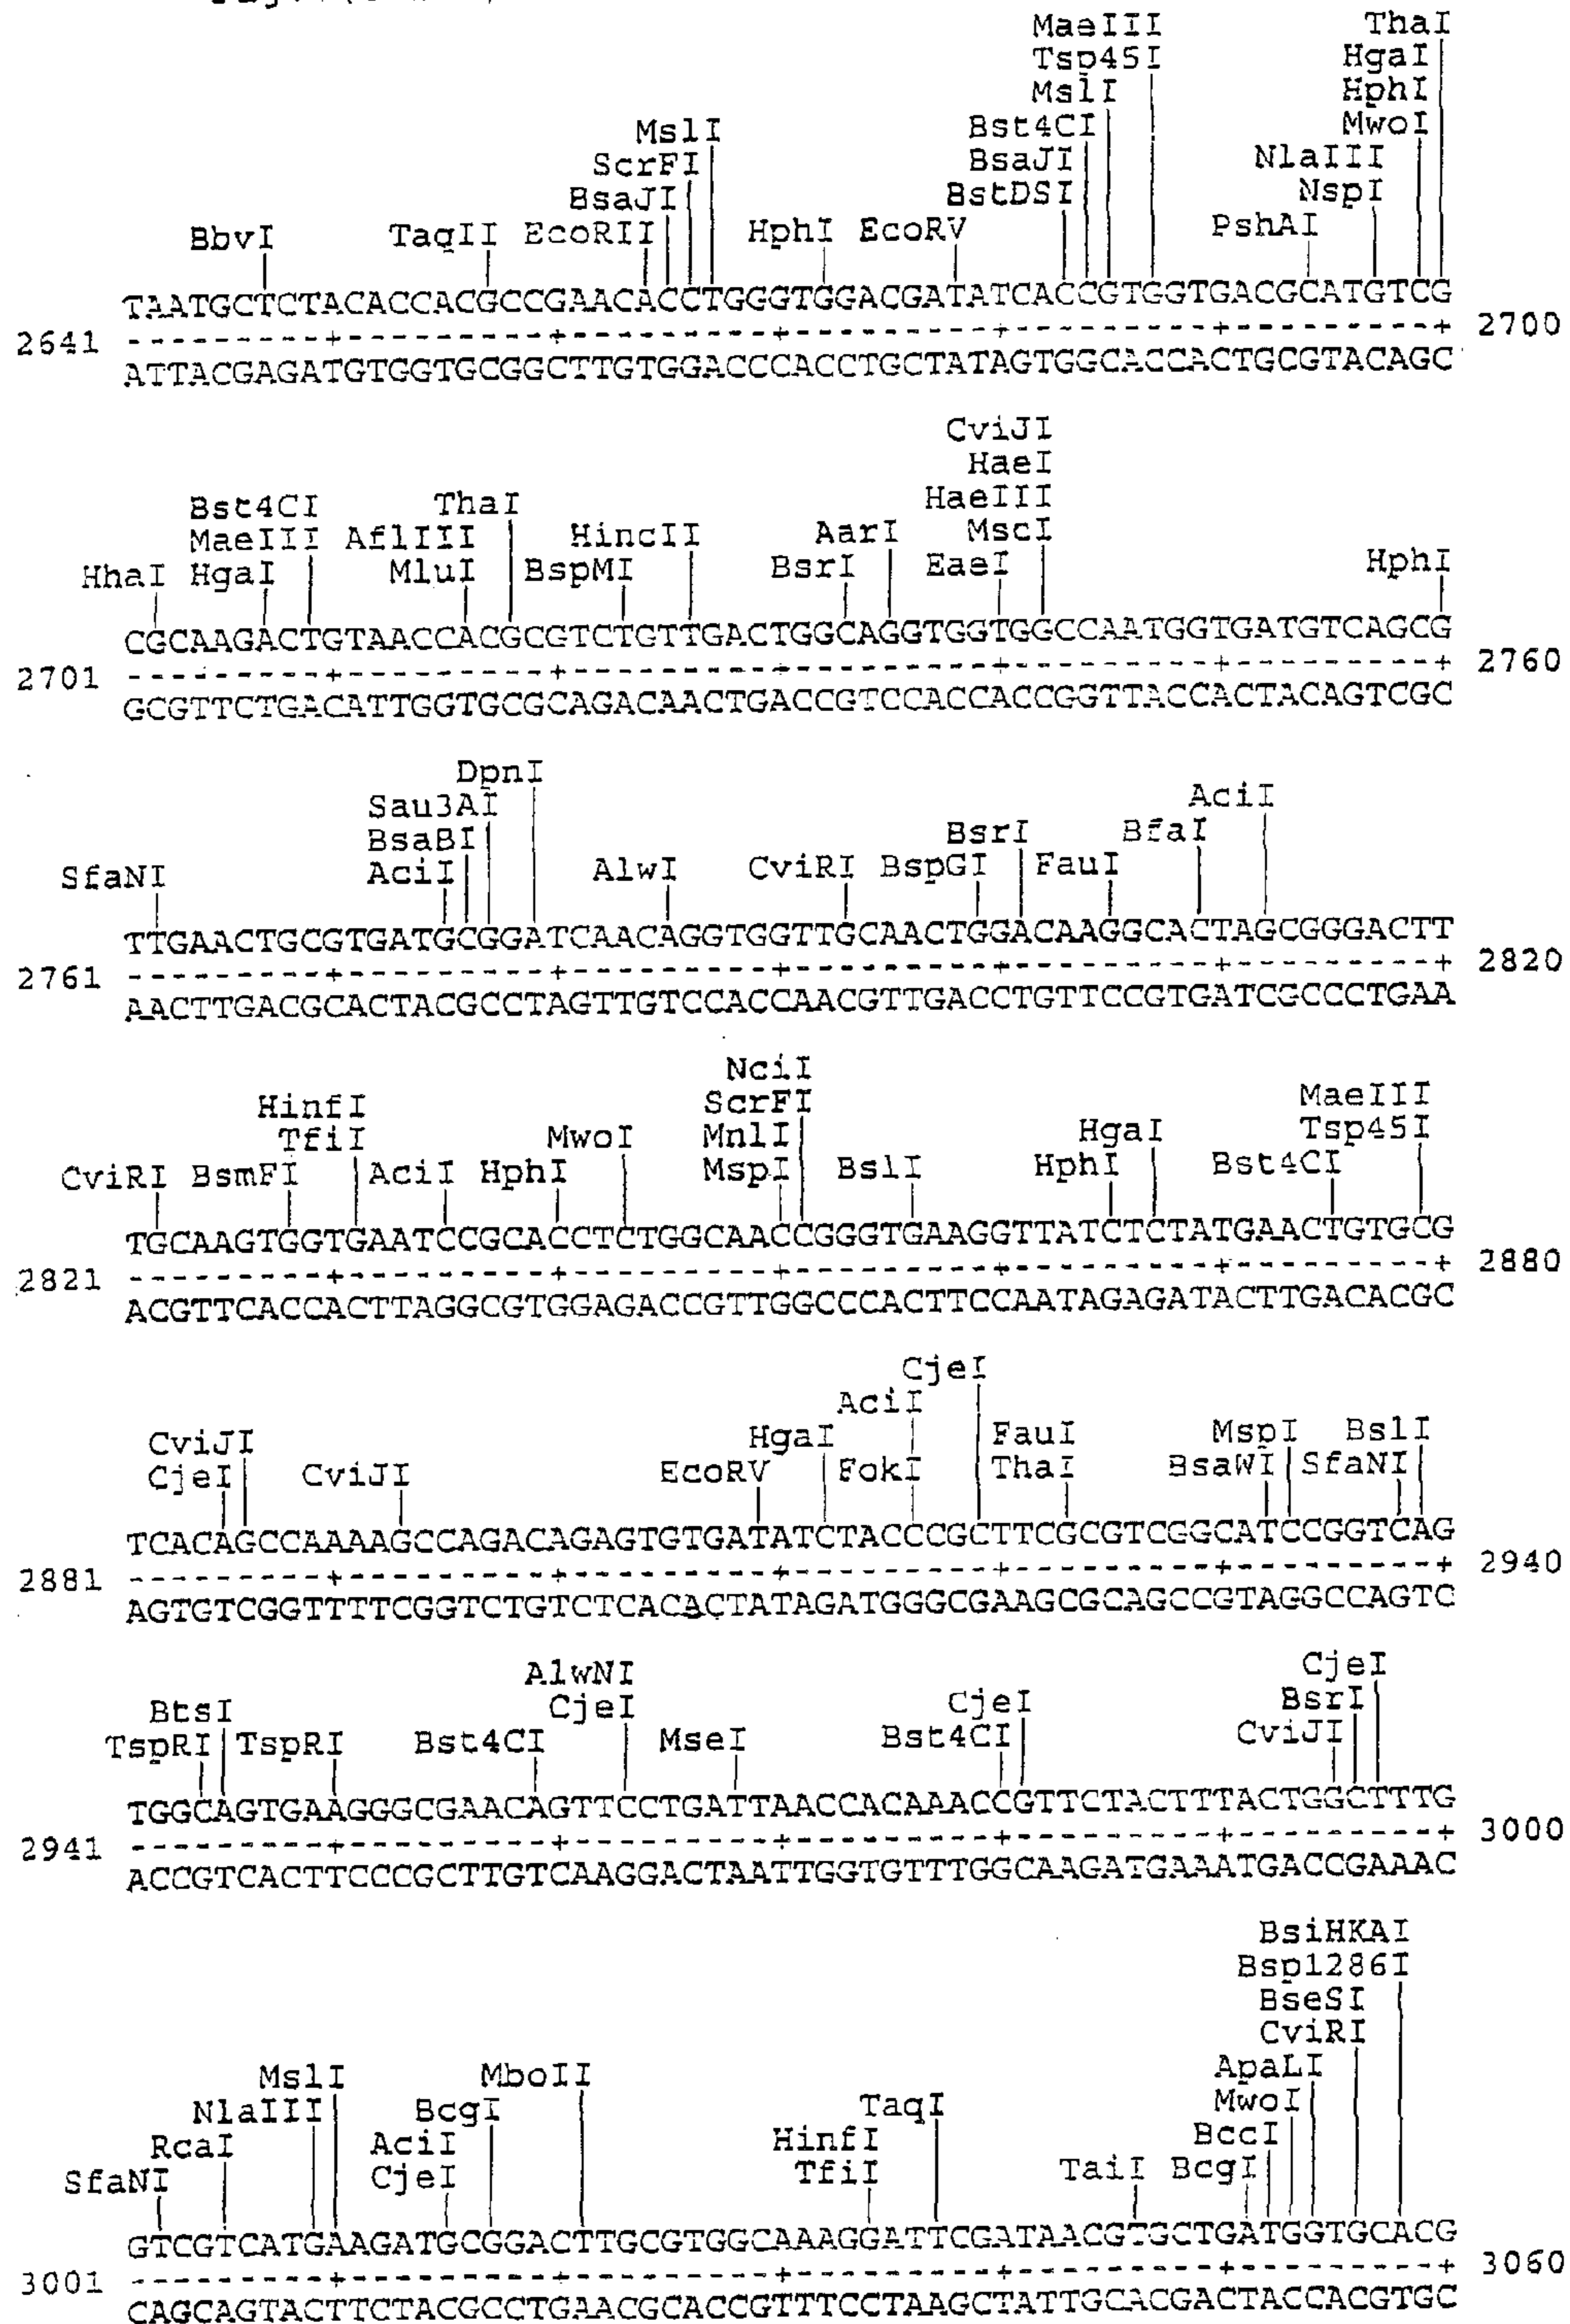 MaeIII ThaI
Tsp45I HgaI
MslI HphI
MslI Bst4CI MwoI
ScrFI BsaJI NlaIII
BsaJI BstDSI NspI
BbvI TaqII EcoRII HphI EcoRV PshAI
TAATGCTCTACACCACGCCGAACACCTGGGTGGACGATATCACCGTGGTGACGCATGTCG
2641 ---------+---------+---------+---------+---------+---------+ 2700
ATTACGAGATGTGGTGCGGCTTGTGGACCCACCTGCTATAGTGGCACCACTGCGTACAGC
CviJI
HaeI
Bst4CI ThaI HaeIII
MaeIII AflIII HincII AarI MscI
HhaI HgaI MluI BspMI BsrI EaeI HphI
CGCAAGACTGTAACCACGCGTCTGTTGACTGGCAGGTGGTGGCCAATGGTGATGTCAGCG
2701 ---------+---------+---------+---------+---------+---------+ 2760
GCGTTCTGACATTGGTGCGCAGACAACTGACCGTCCACCACCGGTTACCACTACAGTCGC
DpnI
Sau3AI AciI
BsaBI BsrI BfaI
SfaNI AciI AlwI CviRI BspGI FauI
TTGAACTGCGTGATGCGGATCAACAGGTGGTTGCAACTGGACAAGGCACTAGCGGGACTT
2761 ---------+---------+---------+---------+---------+---------+ 2820
AACTTGACGCACTACGCCTAGTTGTCCACCAACGTTGACCTGTTCCGTGATCGCCCTGAA
NciI
HinfI ScrFI MaeIII
TfiI MwoI MnlI HgaI Tsp45I
CviRI BsmFI AciI HphI MspI BslI HphI Bst4CI
TGCAAGTGGTGAATCCGCACCTCTGGCAACCGGGTGAAGGTTATCTCTATGAACTGTGCG
2821 ---------+---------+---------+---------+---------+---------+ 2880
ACGTTCACCACTTAGGCGTGGAGACCGTTGGCCCACTTCCAATAGAGATACTTGACACGC
CjeI
AciI
CviJI HgaI FauI MspI BslI
CjeI CviJI EcoRV FokI ThaI BsaWI SfaNI
TCACAGCCAAAAGCCAGACAGAGTGTGATATCTACCCGCTTCGCGTCGGCATCCGGTCAG
2881 ---------+---------+---------+---------+---------+---------+ 2940
AGTGTCGGTTTTCGGTCTGTCTCACACTATAGATGGGCGAAGCGCAGCCGTAGGCCAGTC
AlwNI CjeI
BtsI CjeI CjeI BsrI
TspRI TspRI Bst4CI MseI Bst4CI CviJI
TGGCAGTGAAGGGCGAACAGTTCCTGATTAACCACAAACCGTTCTACTTTACTGGCTTTG
2941 ---------+---------+---------+---------+---------+---------+ 3000
ACCGTCACTTCCCGCTTGTCAAGGACTAATTGGTGTTTGGCAAGATGAAATGACCGAAAC
BsiHKAI
Bsp1286I
BseSI
CviRI
MslI MboII ApaLI
NlaIII BcgI TaqI MwoI
RcaI AciI HinfI BccI
SfaNI CjeI TfiI TaiI BcgI
GTCGTCATGAAGATGCGGACTTGCGTGGCAAAGGATTCGATAACGTGCTGATGGTGCACG
3001 ---------+---------+---------+---------+---------+---------+ 3060
CAGCAGTACTTCTACGCCTGAACGCACCGTTTCCTAAGCTATTGCACGACTACCACGTGC